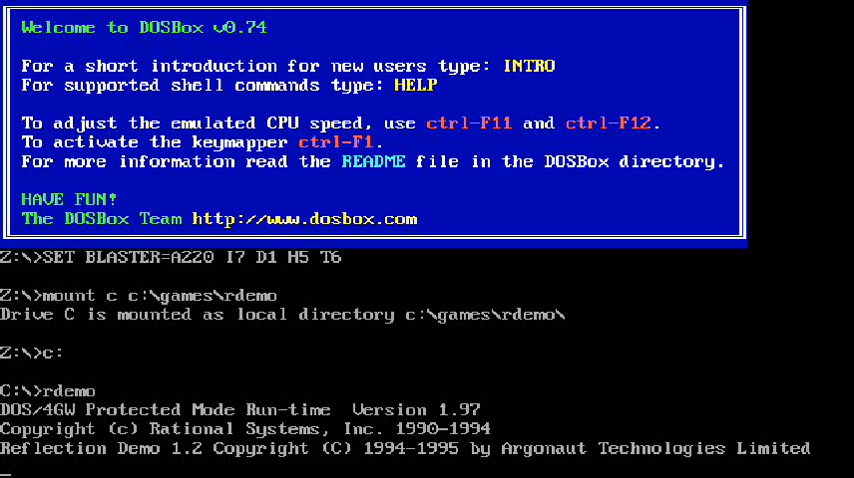 Welcome to DOSBox v0.74
For a short introduction for new users type: INTRO
For supported shell commands type: HELP
To adjust the emulated CPU speed, use ctrl-F11 and ctrl-F12.
To activate the keymapper ctrl-F1.
For more information read the README file in the DOSBox directory.
HAVE FUN!
The DOSBox Team http://www.dosbox.com
Z:\>SET BLASTER=A220 I7 D1 H5 T6
Z:\>mount c c:\games\rdemo
Drive C is mounted as local directory c:\games\rdemo\
Z:\>c:
C:\>rdemo
DOS/4GW Protected Mode Run-time  Version 1.97
Copyright (c) Rational Systems, Inc. 1990-1994
Reflection Demo 1.2 Copyright (C) 1994-1995 by Argonaut Technologies Limited